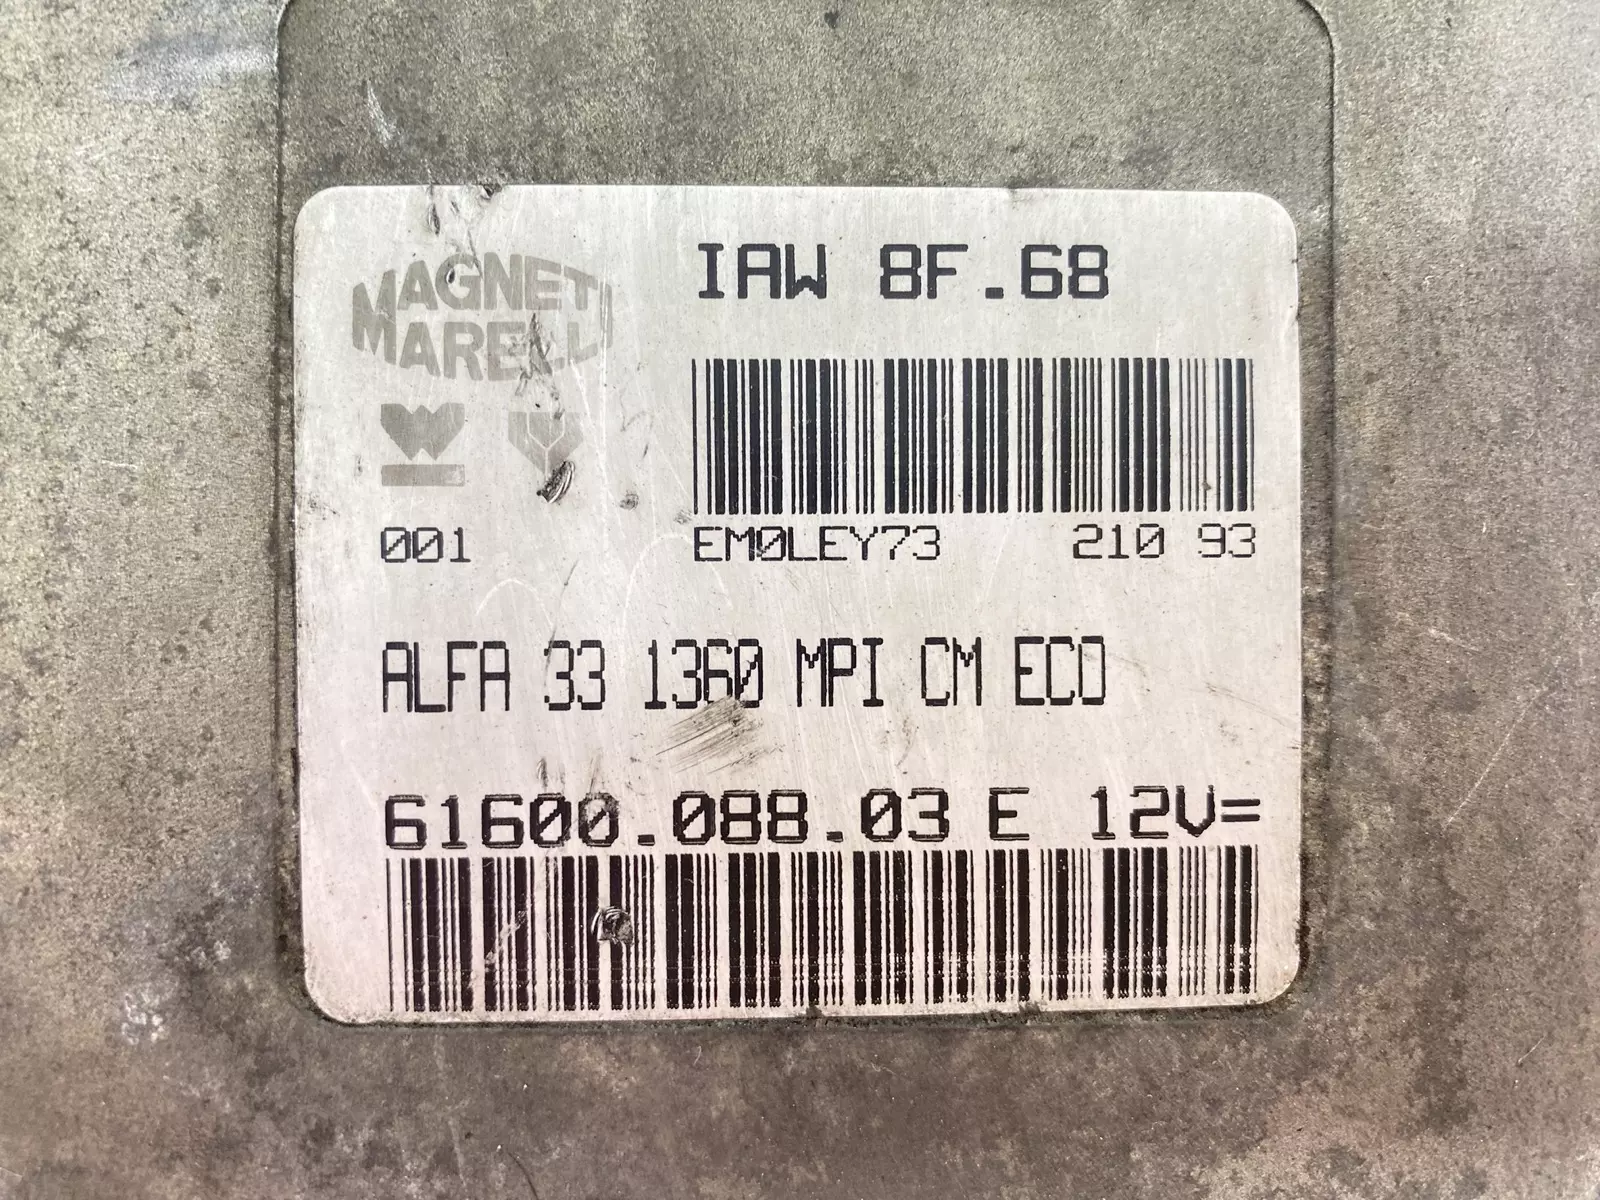 MAGNETI
MARELLI
IAW 8F.68
001
EM0LEY73 210 93
ALFA 33 1360 MPI CM ECO
61600.088.03 E 12V=